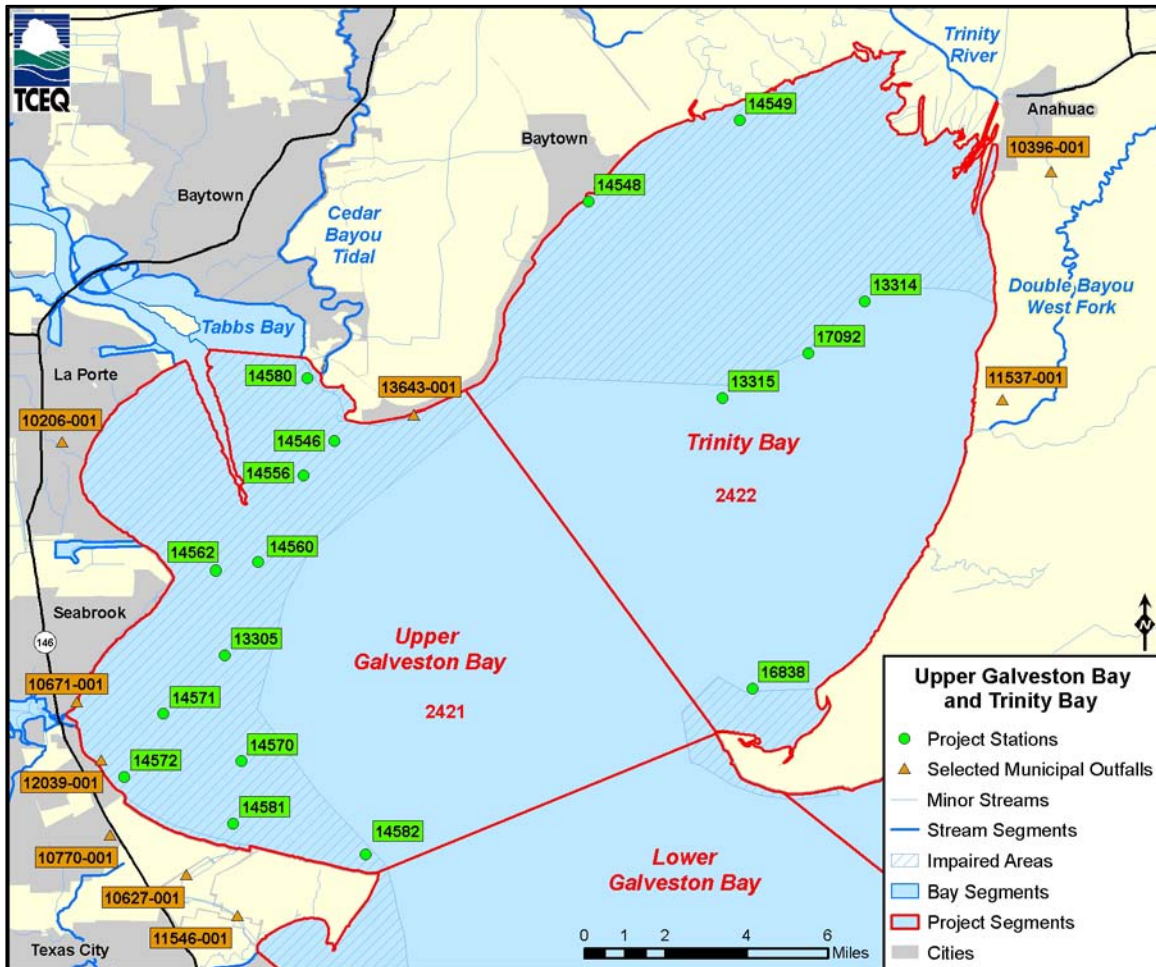 TCEQ
Trinity
River
Anahuac
10396-001
14549
Baytown
14548
Baytown
Cedar
Bayou
Tidal
13314
Double Bayou
West Fork
17092
Tabbs Bay
La Porte
14580
13643-001
13315
11537-001
10206-001
14546
Trinity Bay
14556
2422
14562
14560
Seabrook
146
13305
Upper
Galveston Bay
16838
10671-001
14571
2421
14570
14572
12039-001
14581
14582
10770-001
Lower
Galveston Bay
10627-001
11546-001
Texas City
0 1 2 4 6
Miles
N
Upper Galveston Bay
and Trinity Bay
Project Stations
Selected Municipal Outfalls
Minor Streams
Stream Segments
Impaired Areas
Bay Segments
Project Segments
Cities